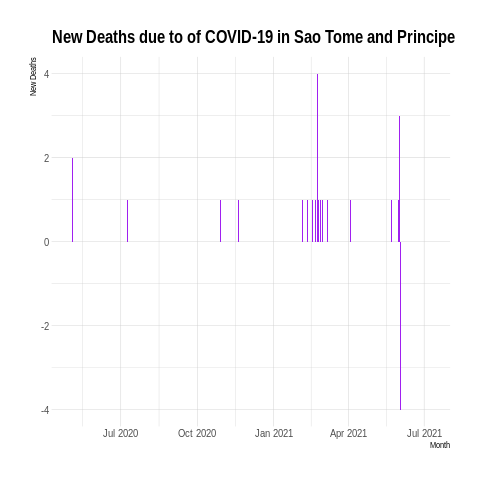 New Deaths due to of COVID-19 in Sao Tome and Principe
New Deaths
4
2
0
-2
-4
Jul 2020 Oct 2020 Jan 2021 Apr 2021 Jul 2021
Month